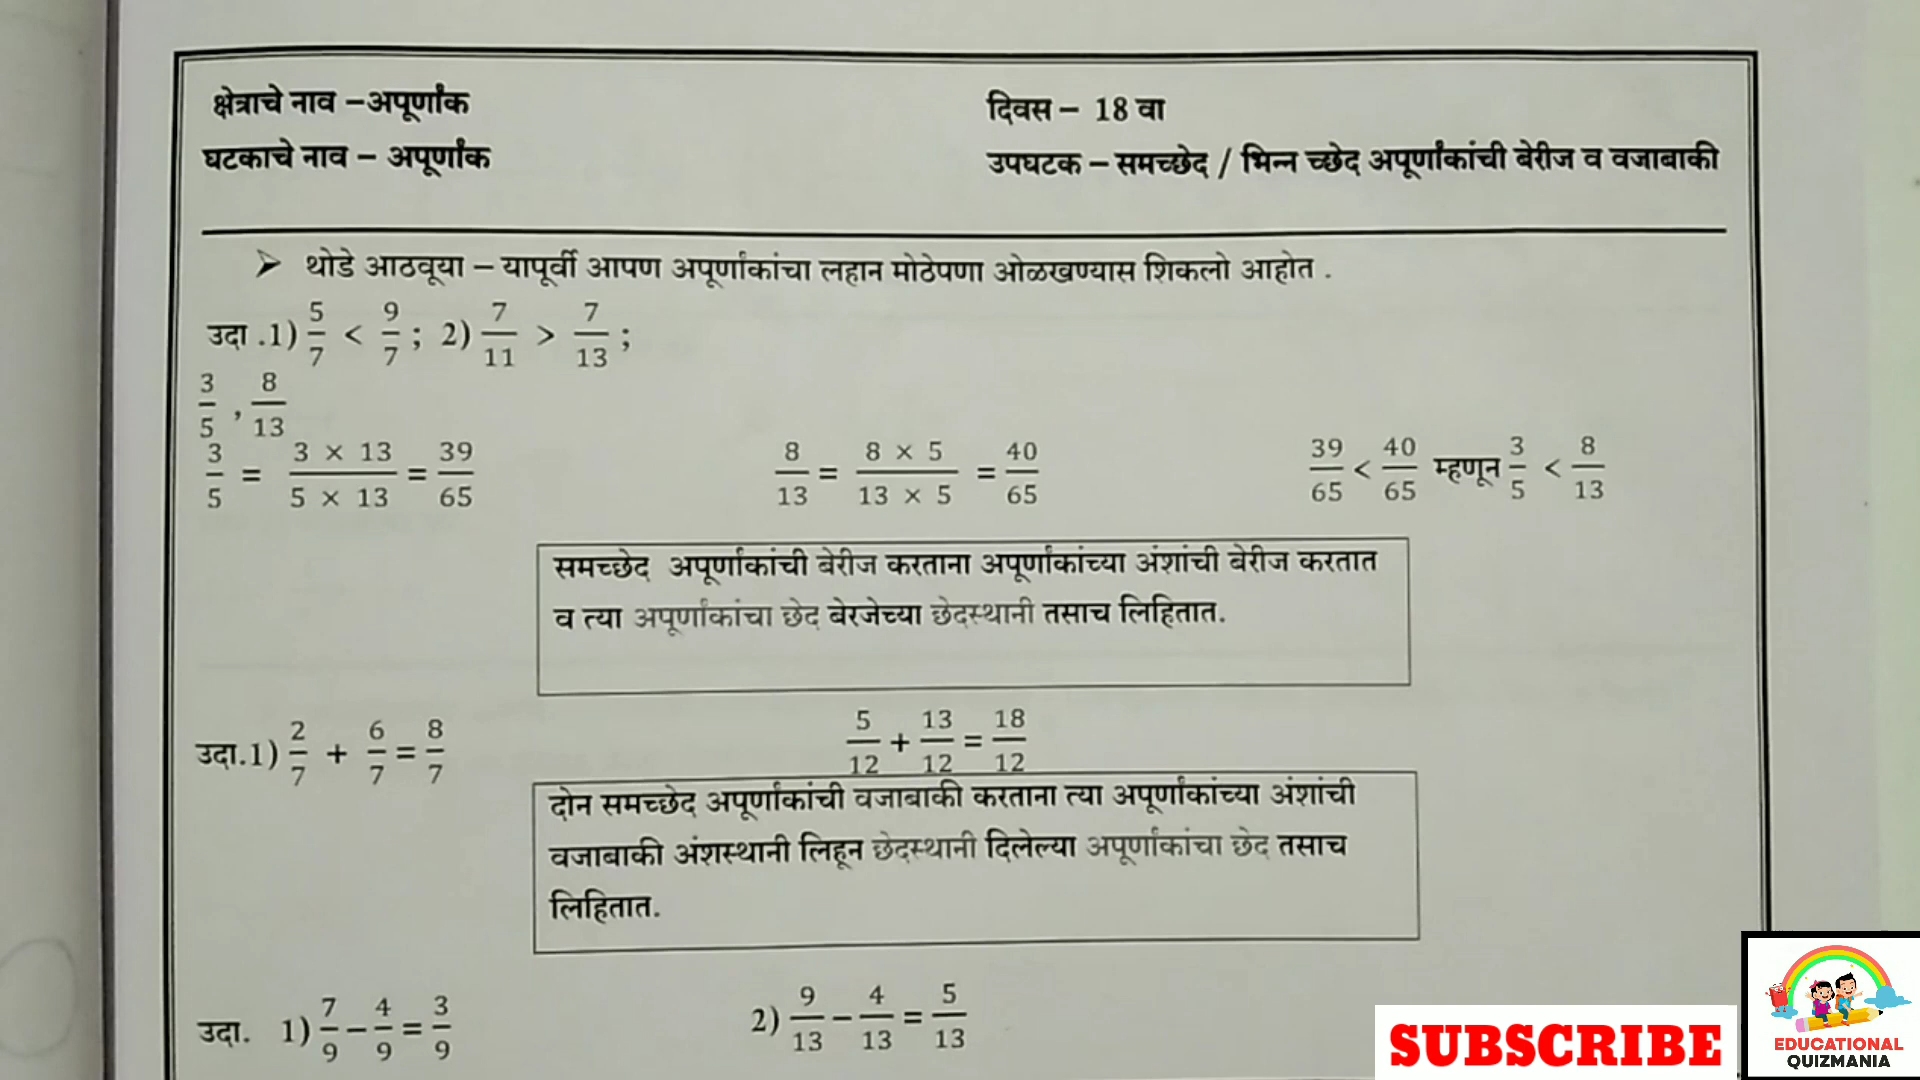 क्षेत्राचे नाव – अपूर्णांक
दिवस – 18 वा
घटकाचे नाव – अपूर्णांक
उपघटक – समच्छेद / भिन्न च्छेद अपूर्णांकांची बेरीज व वजाबाकी
➤ थोडे आठवूया – यापूर्वी आपण अपूर्णांकांचा लहान मोठेपणा ओळखण्यास शिकलो आहोत .
उदा .1) 5/7 < 9/7 ; 2) 7/11 > 7/13 ;
3/5 , 8/13
3/5 = 3 × 13 / 5 × 13 = 39/65
8/13 = 8 × 5 / 13 × 5 = 40/65
39/65 < 40/65 म्हणून 3/5 < 8/13
समच्छेद अपूर्णांकांची बेरीज करताना अपूर्णांकांच्या अंशांची बेरीज करतात
व त्या अपूर्णांकांचा छेद बेरजेच्या छेदस्थानी तसाच लिहितात.
उदा.1) 2/7 + 6/7 = 8/7
5/12 + 13/12 = 18/12
दोन समच्छेद अपूर्णांकांची वजाबाकी करताना त्या अपूर्णांकांच्या अंशांची
वजाबाकी अंशस्थानी लिहून छेदस्थानी दिलेल्या अपूर्णांकांचा छेद तसाच
लिहितात.
उदा. 1) 7/9 – 4/9 = 3/9
2) 9/13 – 4/13 = 5/13
SUBSCRIBE
EDUCATIONAL
QUIZMANIA